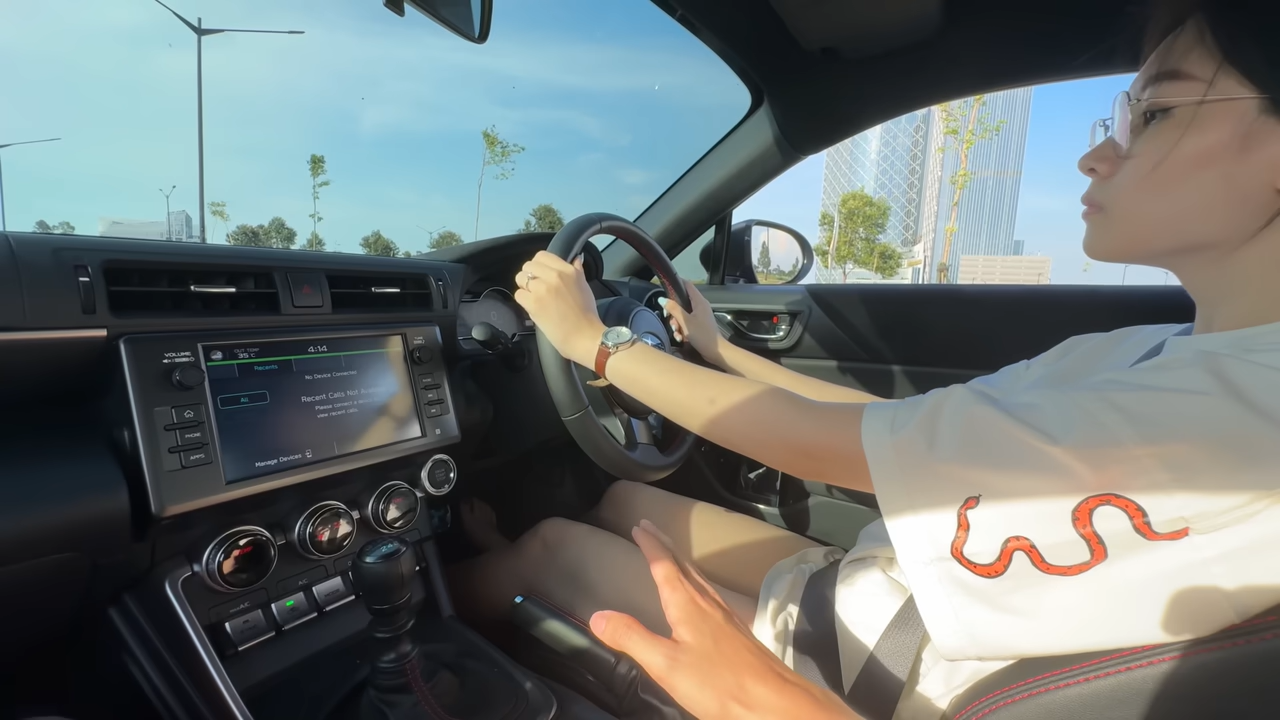 VOLUME
OUT TEMP
35 °C
4:14
Recents
No Device Connected
All
Recent Calls Not
Please connect a
view recent calls.
PHONE
APPS
Manage Devices
A/C